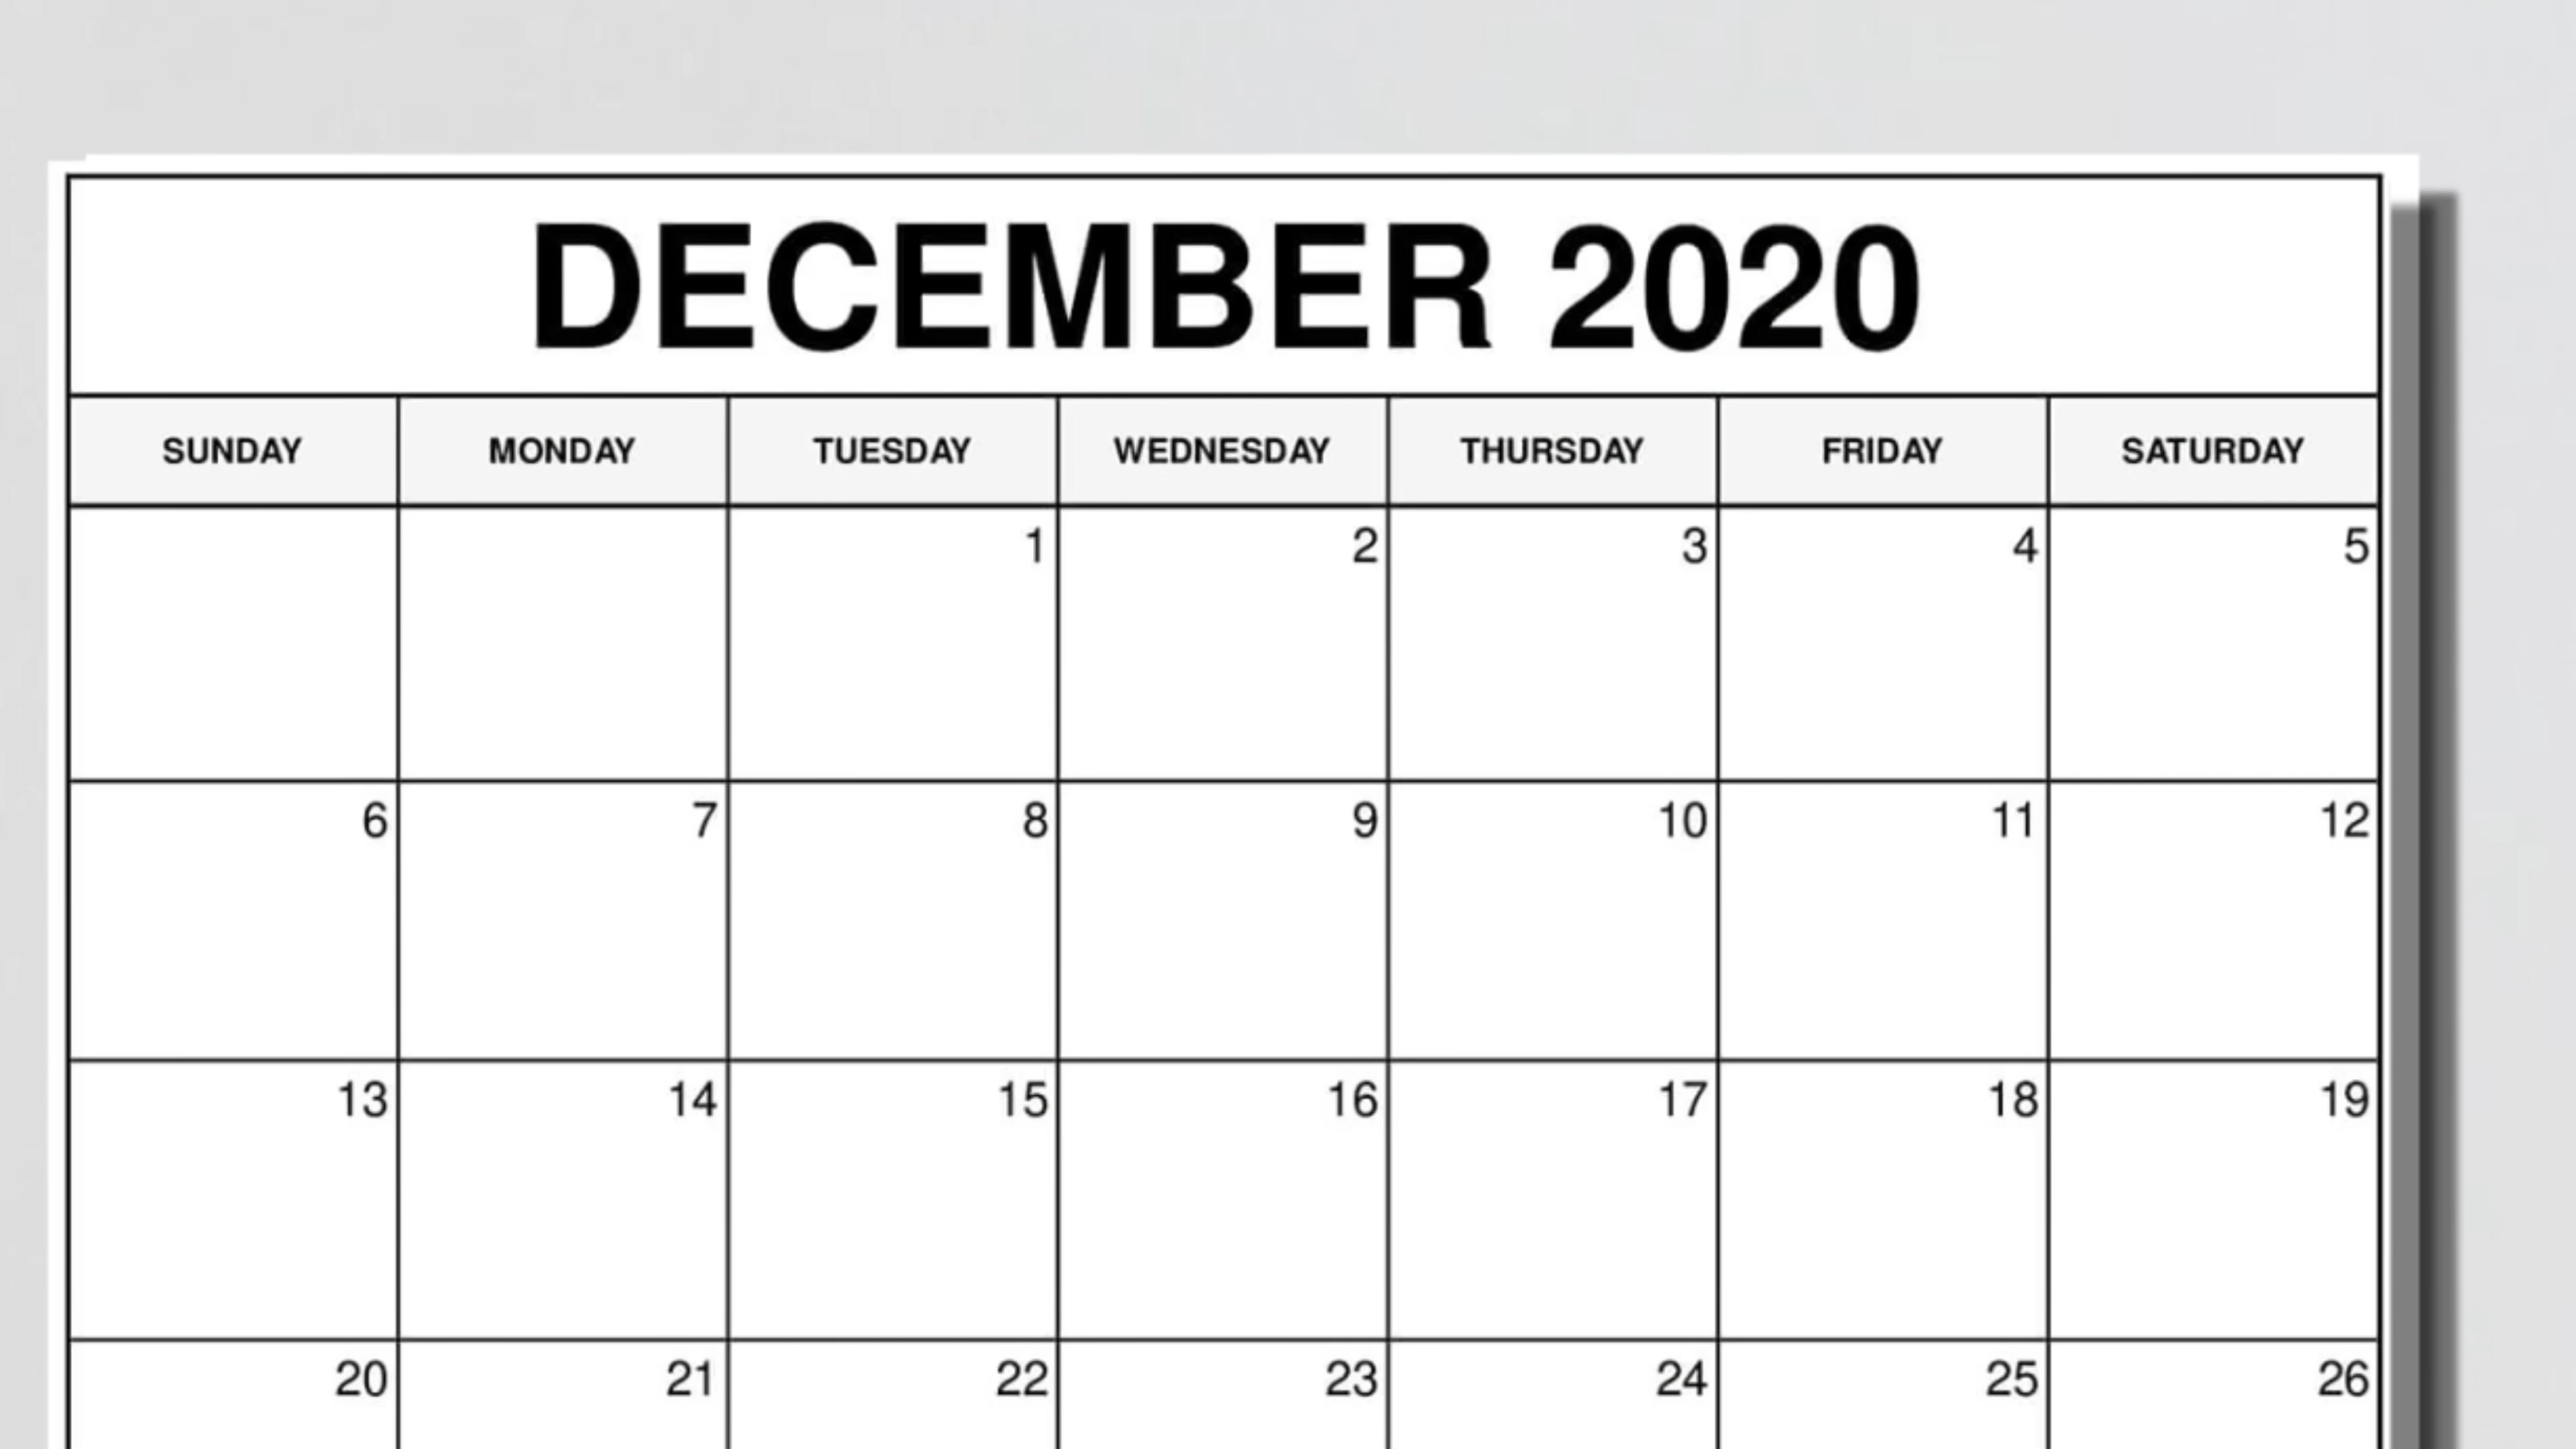 DECEMBER 2020
SUNDAY MONDAY TUESDAY WEDNESDAY THURSDAY FRIDAY SATURDAY
1 2 3 4 5
6 7 8 9 10 11 12
13 14 15 16 17 18 19
20 21 22 23 24 25 26